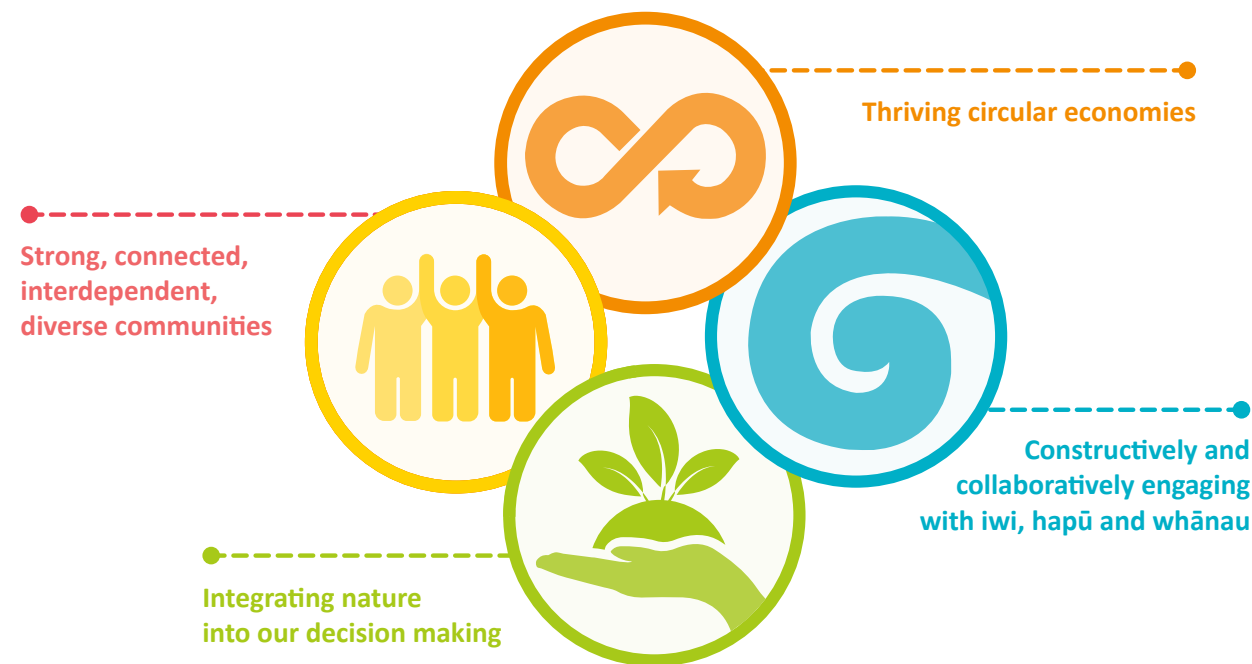 Thriving circular economies
Strong, connected,
interdependent,
diverse communities
Constructively and
collaboratively engaging
with iwi, hapū and whānau
Integrating nature
into our decision making